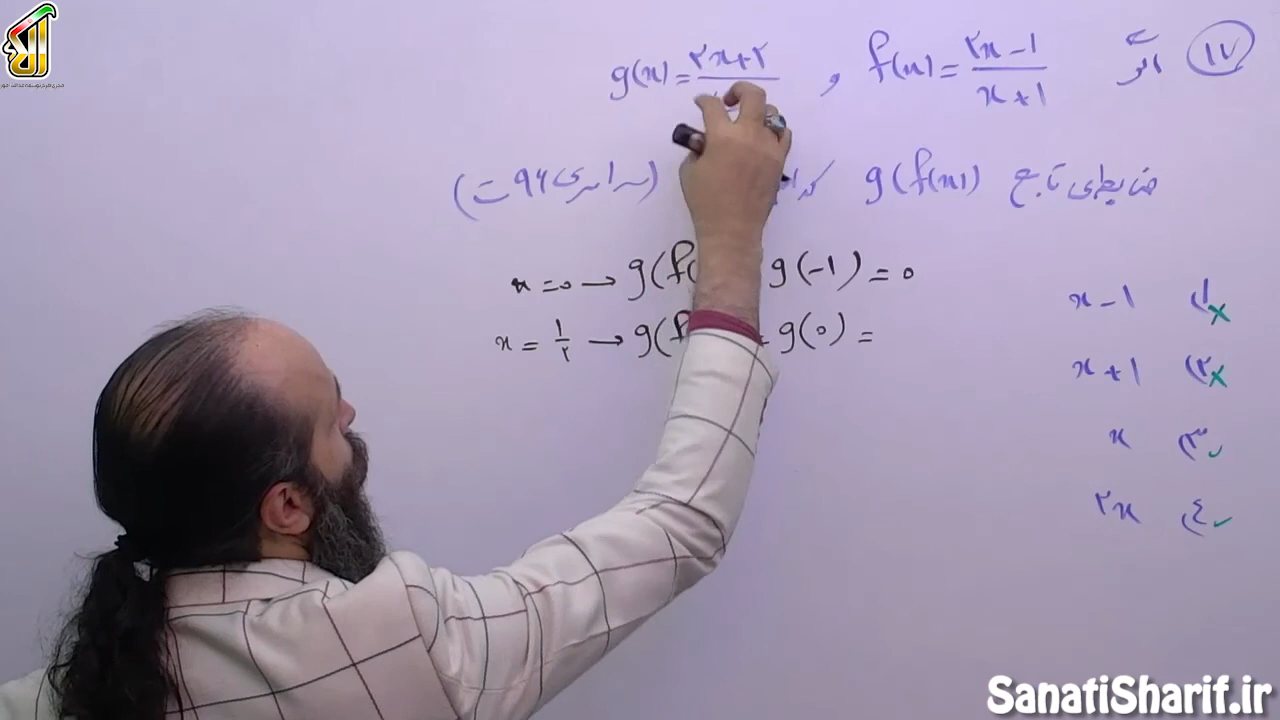 ۱۷ اگر f(x) = (۲x − ۱)/(x + ۱) و g(x) = ۲x + ۲
ضابطه‌ی تابع g(f(x)) (سراسری ۹۶ ت)
x = ۰ → g(f( g(−۱) = ۰
x = ۱/۲ → g(f g(۰) =
۱) x − ۱
۲) x + ۱
۳) x
۴) ۲x
SanatiSharif.ir